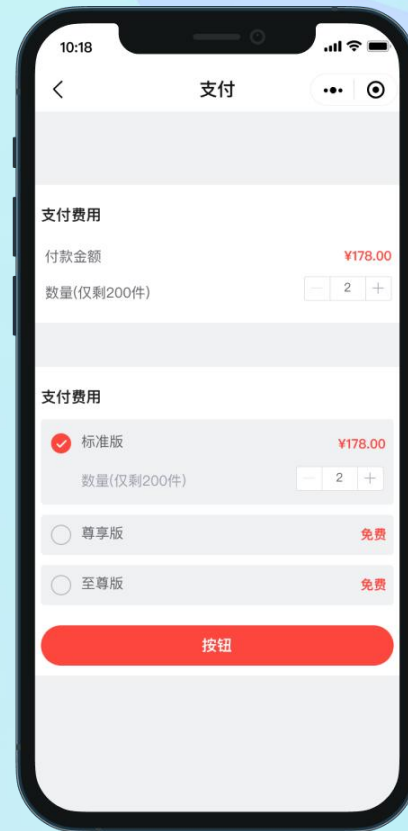 10:18
支付
支付费用
付款金额 ¥178.00
数量(仅剩200件) 2
支付费用
标准版 ¥178.00
数量(仅剩200件) 2
尊享版 免费
至尊版 免费
按钮